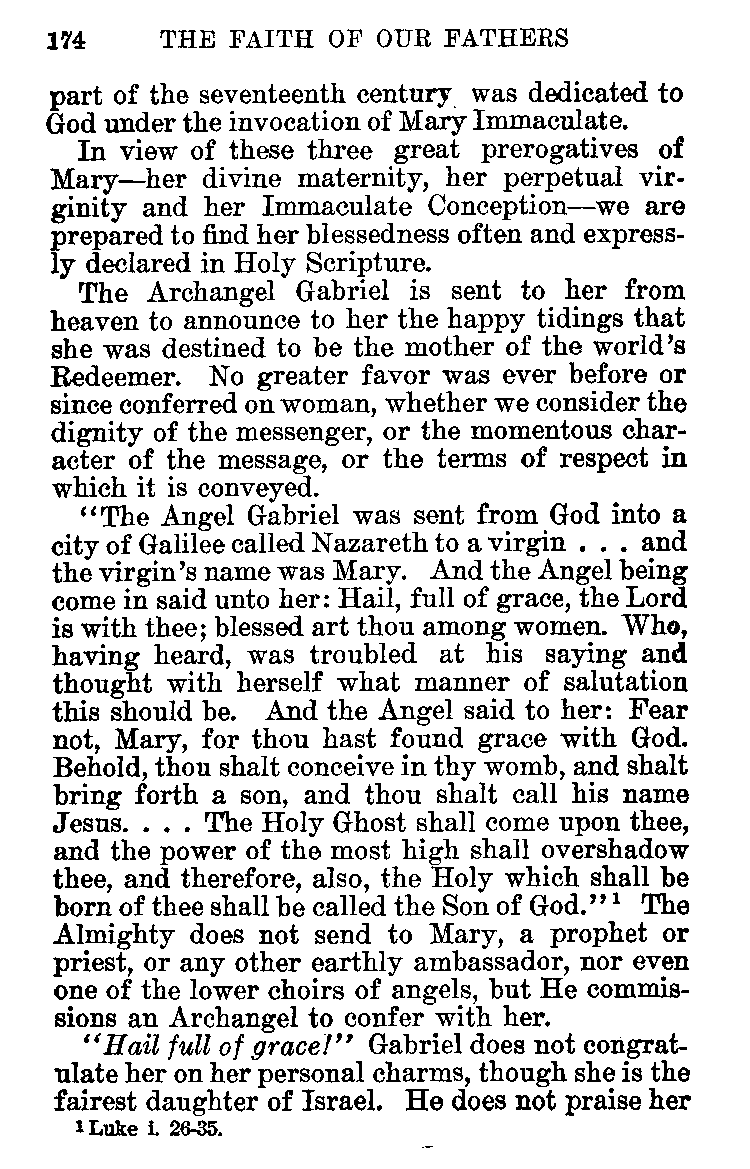 174 THE FAITH OF OUR FATHERS
part of the seventeenth century was dedicated to
God under the invocation of Mary Immaculate.
In view of these three great prerogatives of
Mary—her divine maternity, her perpetual vir-
ginity and her Immaculate Conception—we are
prepared to find her blessedness often and express-
ly declared in Holy Scripture.
The Archangel Gabriel is sent to her from
heaven to announce to her the happy tidings that
she was destined to be the mother of the world's
Redeemer. No greater favor was ever before or
since conferred on woman, whether we consider the
dignity of the messenger, or the momentous char-
acter of the message, or the terms of respect in
which it is conveyed.
"The Angel Gabriel was sent from God into a
city of Galilee called Nazareth to a virgin . . . and
the virgin's name was Mary. And the Angel being
come in said unto her: Hail, full of grace, the Lord
is with thee; blessed art thou among women. Who,
having heard, was troubled at his saying and
thought with herself what manner of salutation
this should be. And the Angel said to her: Fear
not, Mary, for thou hast found grace with God.
Behold, thou shalt conceive in thy womb, and shalt
bring forth a son, and thou shalt call his name
Jesus. . . . The Holy Ghost shall come upon thee,
and the power of the most high shall overshadow
thee, and therefore, also, the Holy which shall be
born of thee shall be called the Son of God."¹ The
Almighty does not send to Mary, a prophet or
priest, or any other earthly ambassador, nor even
one of the lower choirs of angels, but He commis-
sions an Archangel to confer with her.
"Hail full of grace!" Gabriel does not congrat-
ulate her on her personal charms, though she is the
fairest daughter of Israel. He does not praise her
¹ Luke i. 26-35.